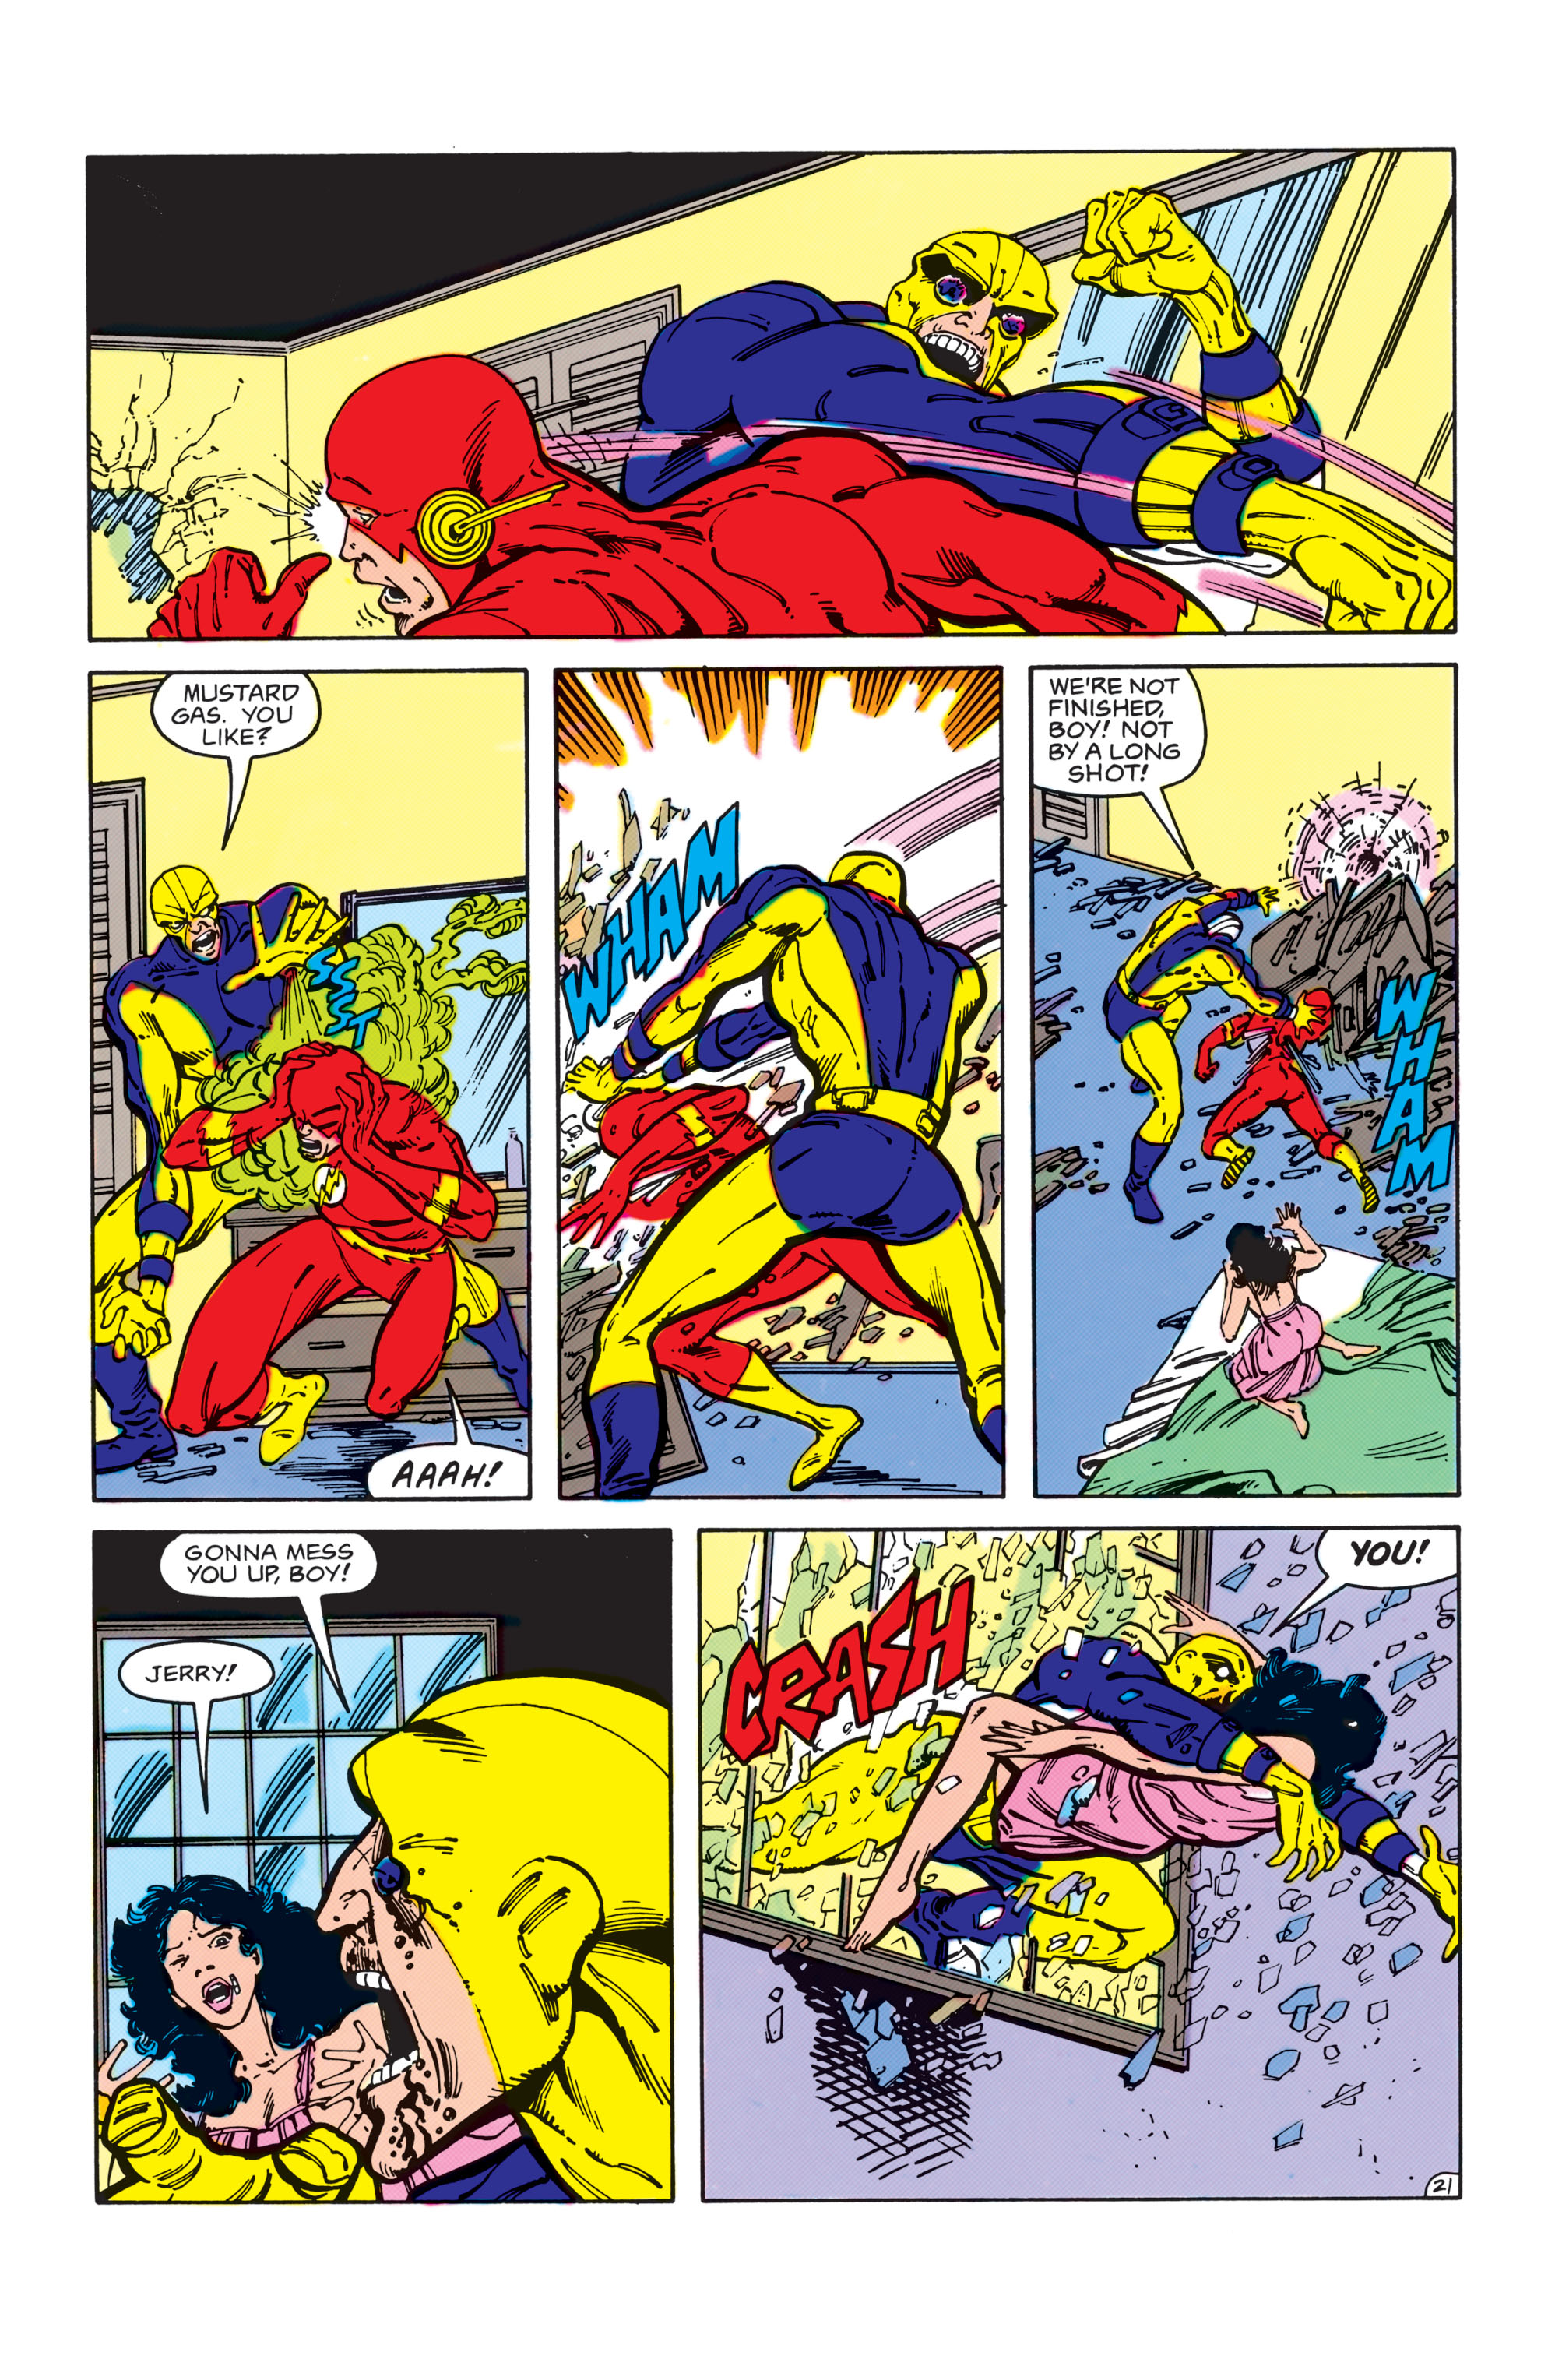 MUSTARD
GAS. YOU
LIKE?
SSST
AAAH!
WHAM
WE'RE NOT
FINISHED,
BOY! NOT
BY A LONG
SHOT!
WHAM
GONNA MESS
YOU UP, BOY!
JERRY!
CRASH
YOU!
21